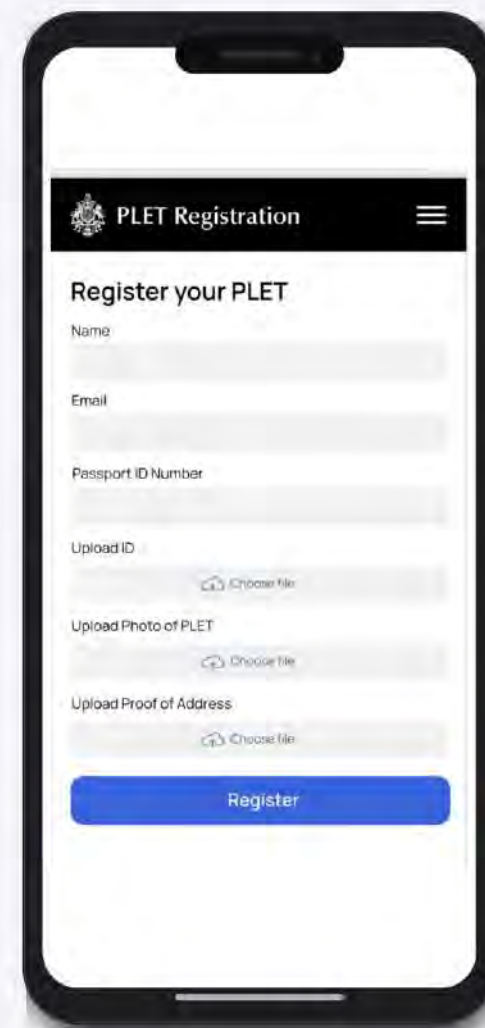 PLET Registration
Register your PLET
Name
Email
Passport ID Number
Upload ID
Choose file
Upload Photo of PLET
Choose file
Upload Proof of Address
Choose file
Register